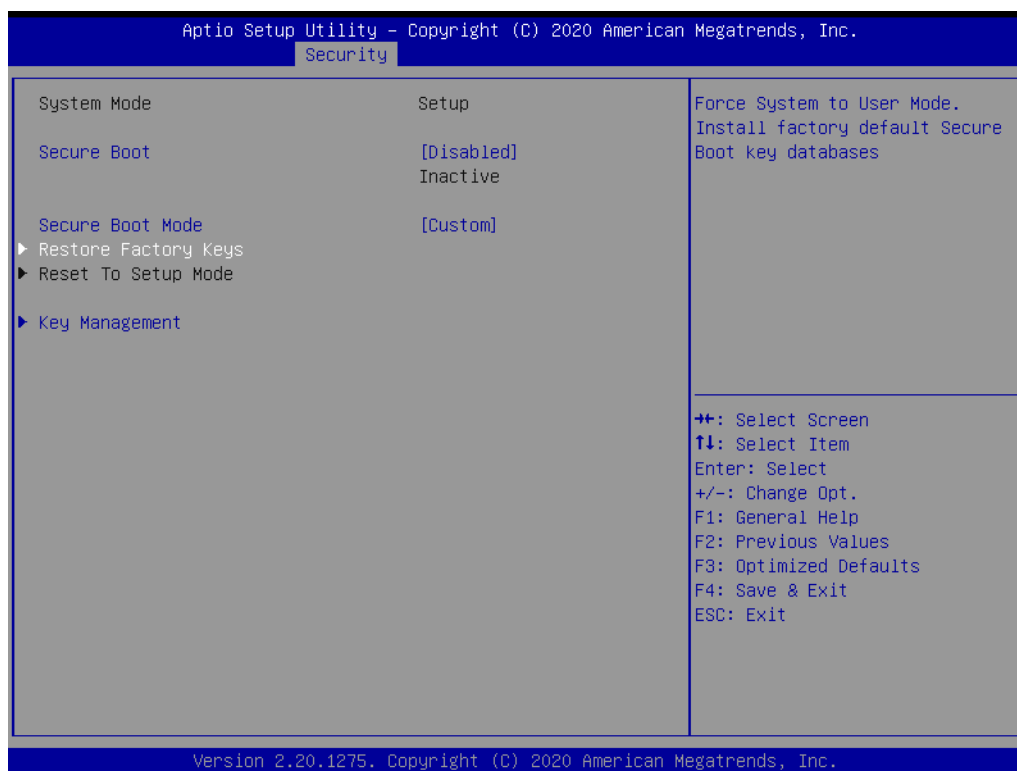 Aptio Setup Utility – Copyright (C) 2020 American Megatrends, Inc.
Security
System Mode Setup
Secure Boot [Disabled]
Inactive
Secure Boot Mode [Custom]
▶ Restore Factory Keys
▶ Reset To Setup Mode
▶ Key Management
Force System to User Mode.
Install factory default Secure
Boot key databases
→←: Select Screen
↑↓: Select Item
Enter: Select
+/-: Change Opt.
F1: General Help
F2: Previous Values
F3: Optimized Defaults
F4: Save & Exit
ESC: Exit
Version 2.20.1275. Copyright (C) 2020 American Megatrends, Inc.